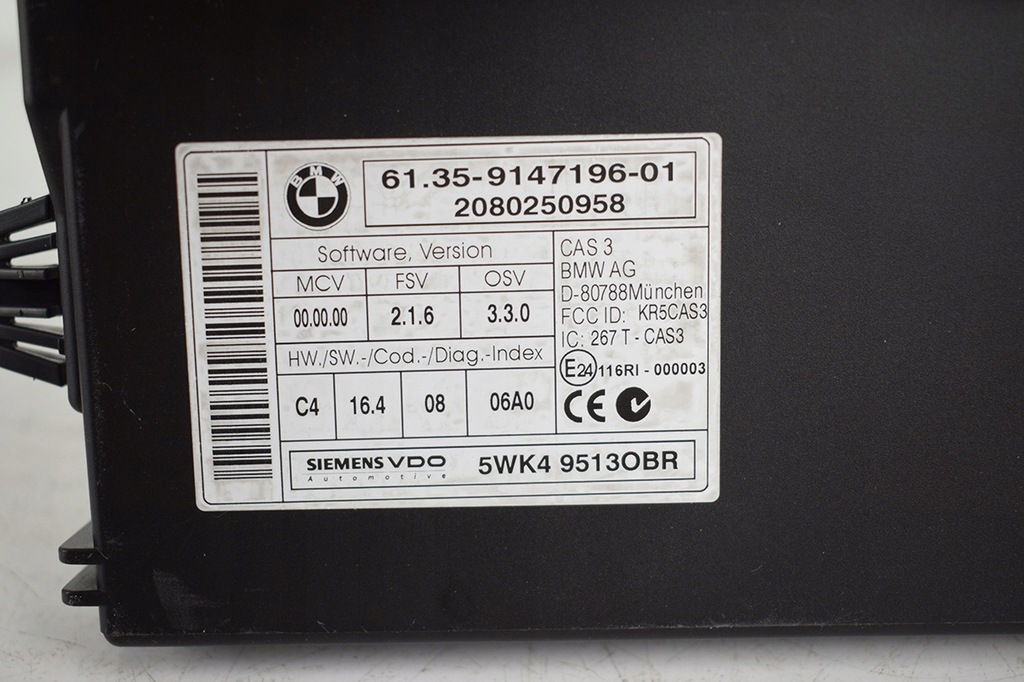 BMW
61.35-9147196-01
2080250958
Software, Version
MCV FSV OSV
00.00.00 2.1.6 3.3.0
HW./SW.-/Cod.-/Diag.-Index
C4 16.4 08 06A0
CAS 3
BMW AG
D-80788München
FCC ID: KR5CAS3
IC: 267 T - CAS3
E24 116RI - 000003
CE
SIEMENS VDO 5WK4 9513OBR
Automotive